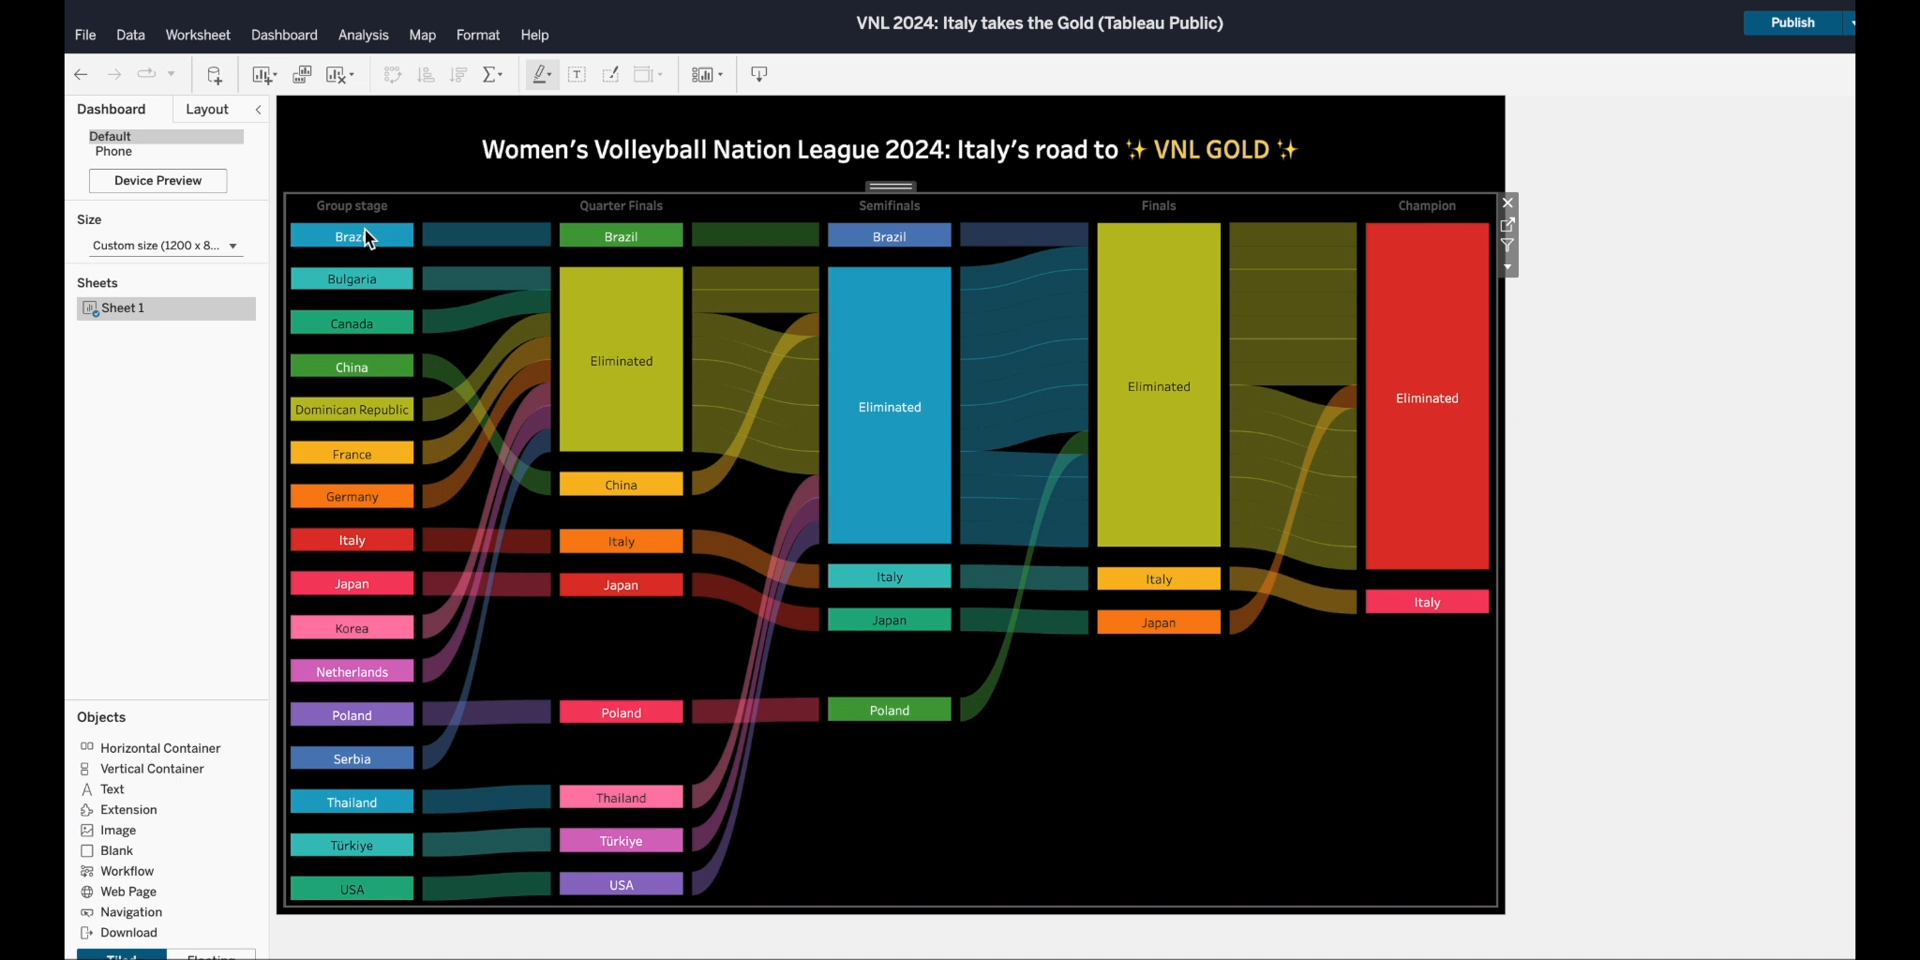 VNL 2024: Italy takes the Gold (Tableau Public)
Publish
File Data Worksheet Dashboard Analysis Map Format Help
Dashboard Layout
Default
Phone
Device Preview
Size
Custom size (1200 x 8...
Sheets
Sheet 1
Objects
Horizontal Container
Vertical Container
Text
Extension
Image
Blank
Workflow
Web Page
Navigation
Download
Tiled Floating
Women's Volleyball Nation League 2024: Italy's road to ✨ VNL GOLD ✨
Group stage Quarter Finals Semifinals Finals Champion
Brazil
Bulgaria
Canada
China
Dominican Republic
France
Germany
Italy
Japan
Korea
Netherlands
Poland
Serbia
Thailand
Türkiye
USA
Brazil
Eliminated
China
Italy
Japan
Poland
Thailand
Türkiye
USA
Brazil
Eliminated
Italy
Japan
Poland
Eliminated
Italy
Japan
Eliminated
Italy